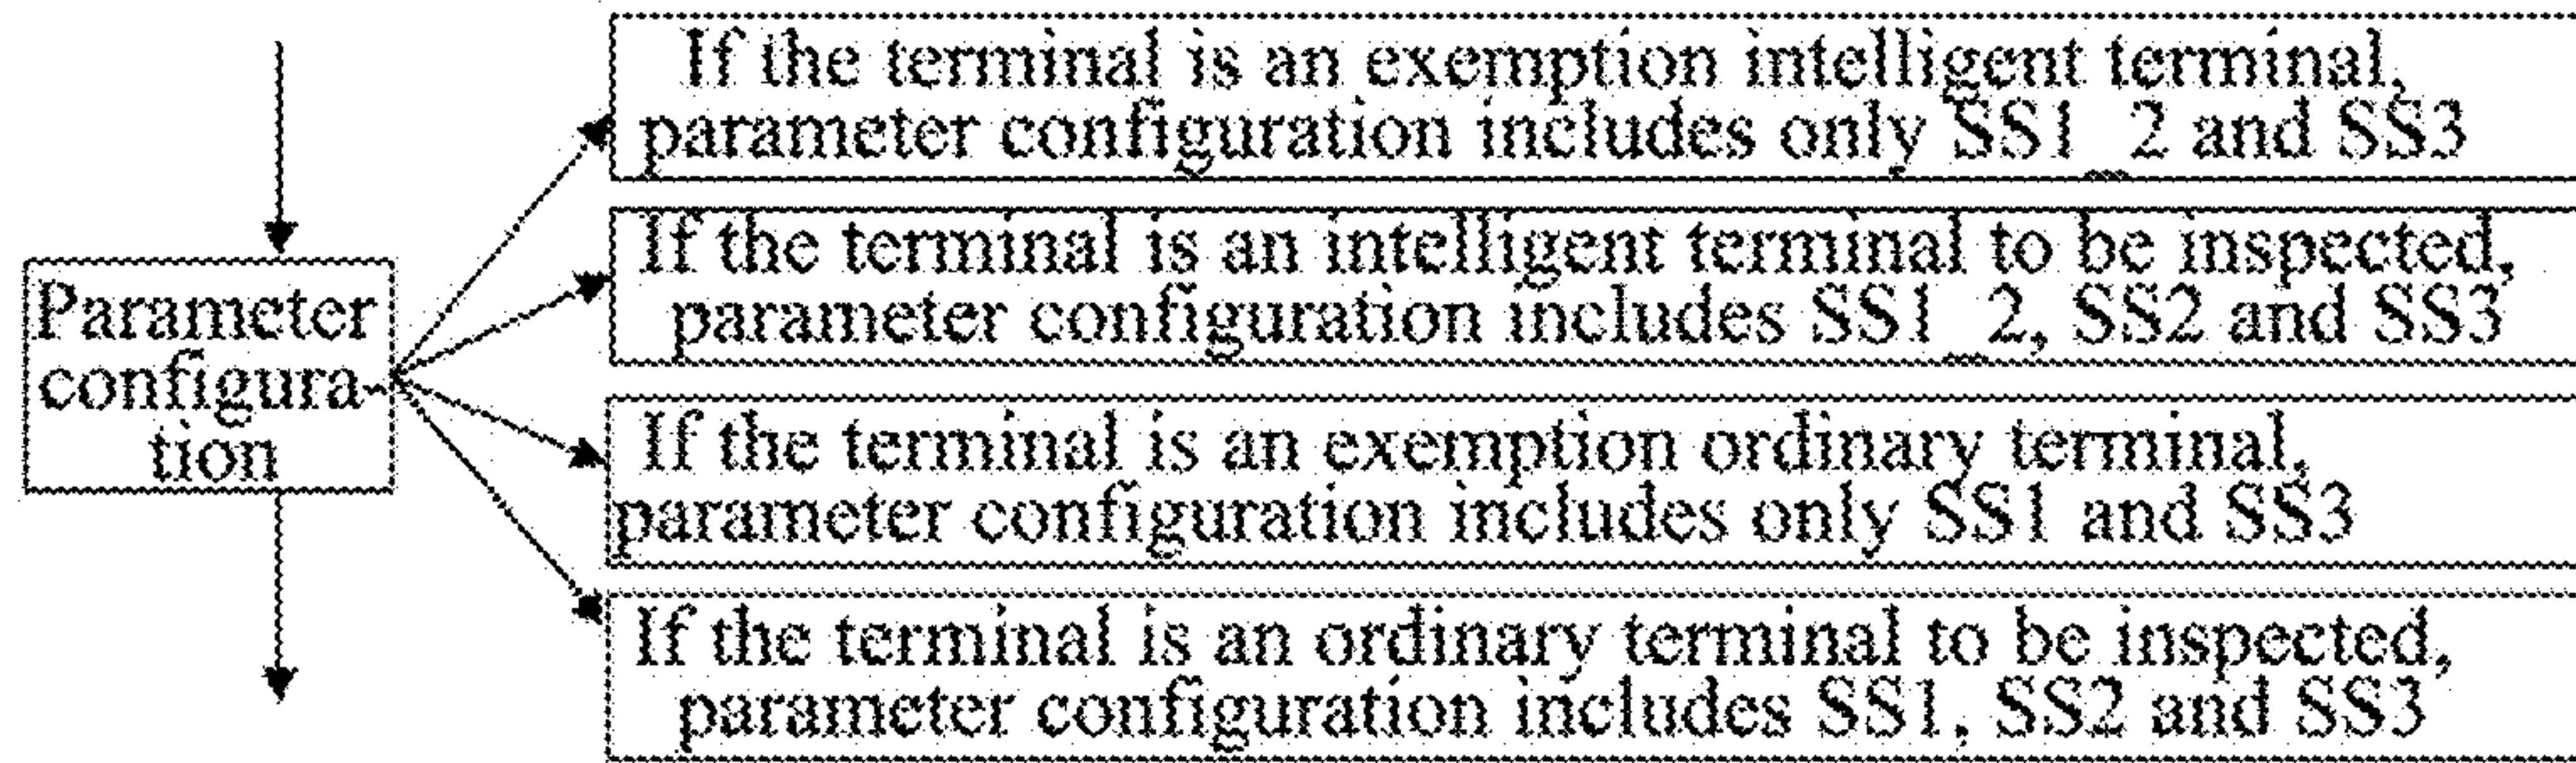 If the terminal is an exemption intelligent terminal,
parameter configuration includes only SS1_2 and SS3
If the terminal is an intelligent terminal to be inspected,
parameter configuration includes SS1_2, SS2 and SS3
Parameter
configura-
tion
If the terminal is an exemption ordinary terminal,
parameter configuration includes only SS1 and SS3
If the terminal is an ordinary terminal to be inspected,
parameter configuration includes SS1, SS2 and SS3